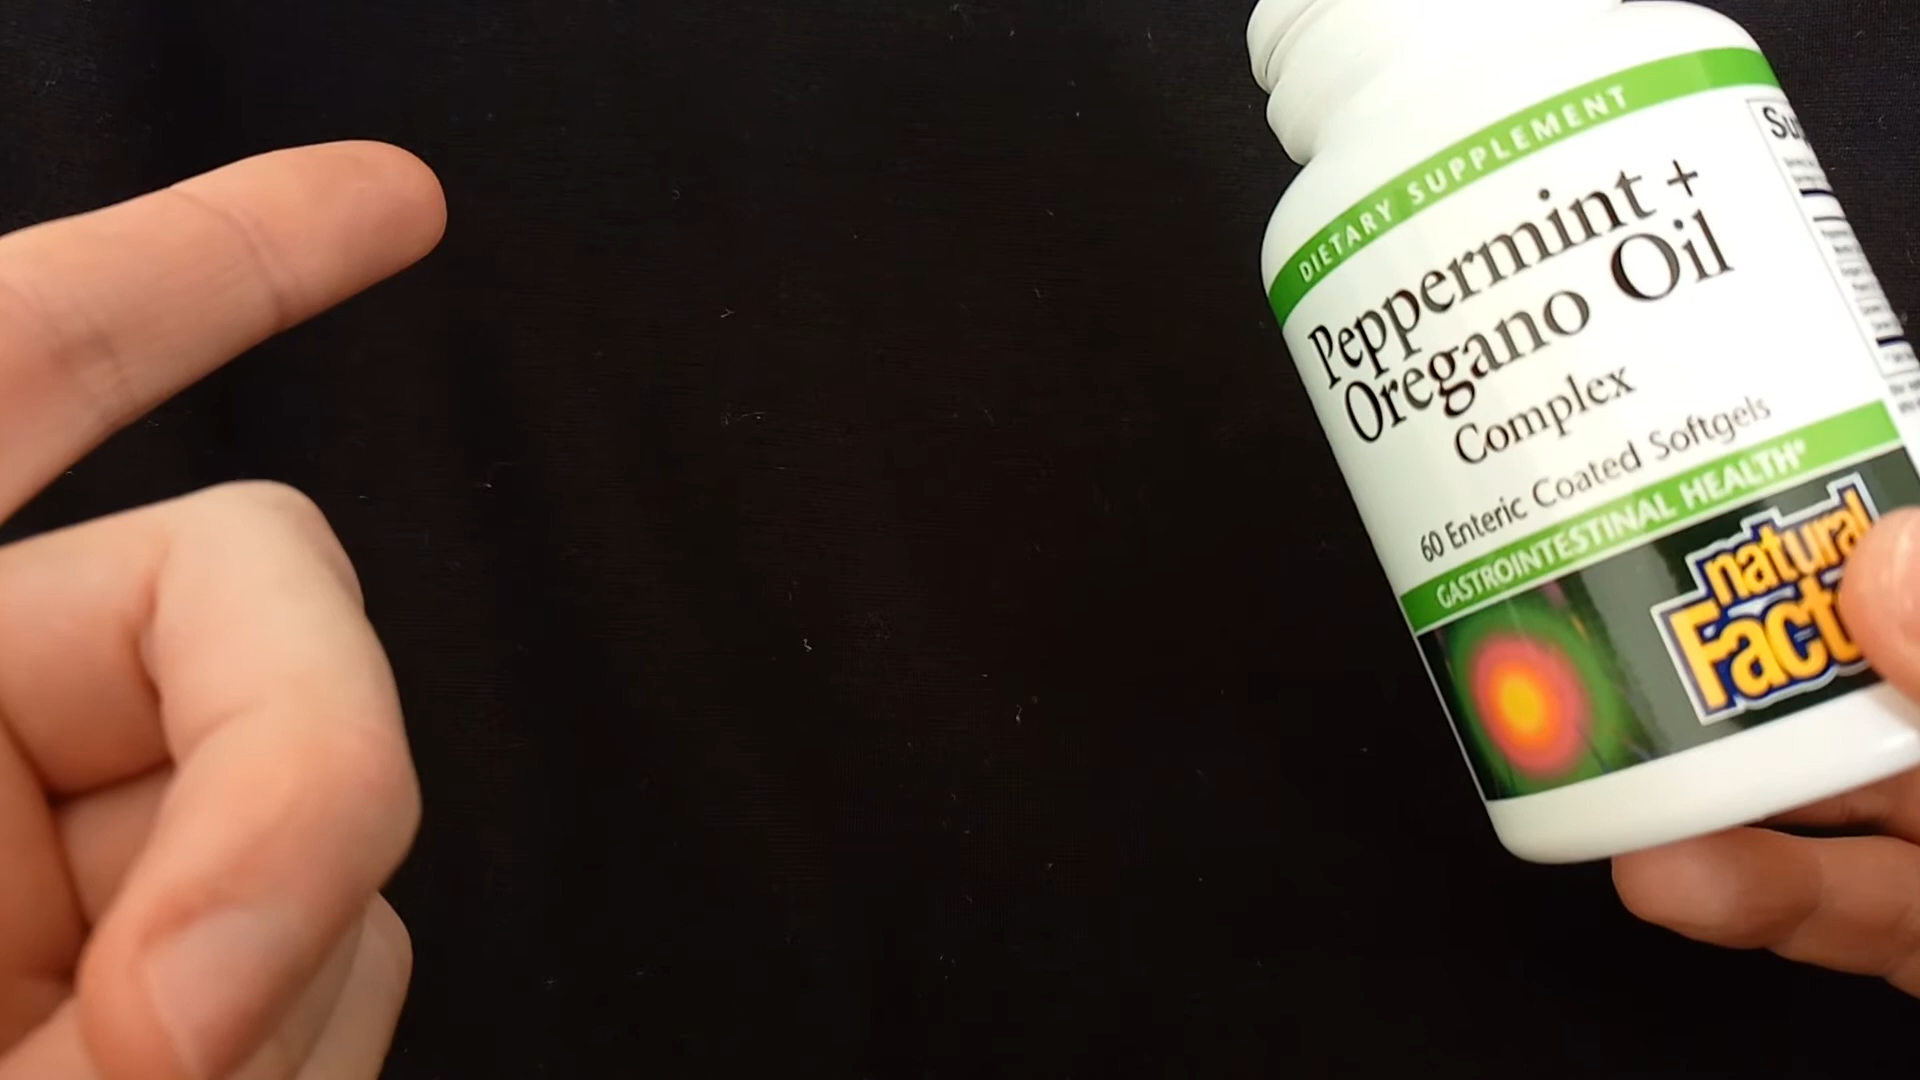 DIETARY SUPPLEMENT
Peppermint +
Oregano Oil
Complex
60 Enteric Coated Softgels
GASTROINTESTINAL HEALTH*
natural